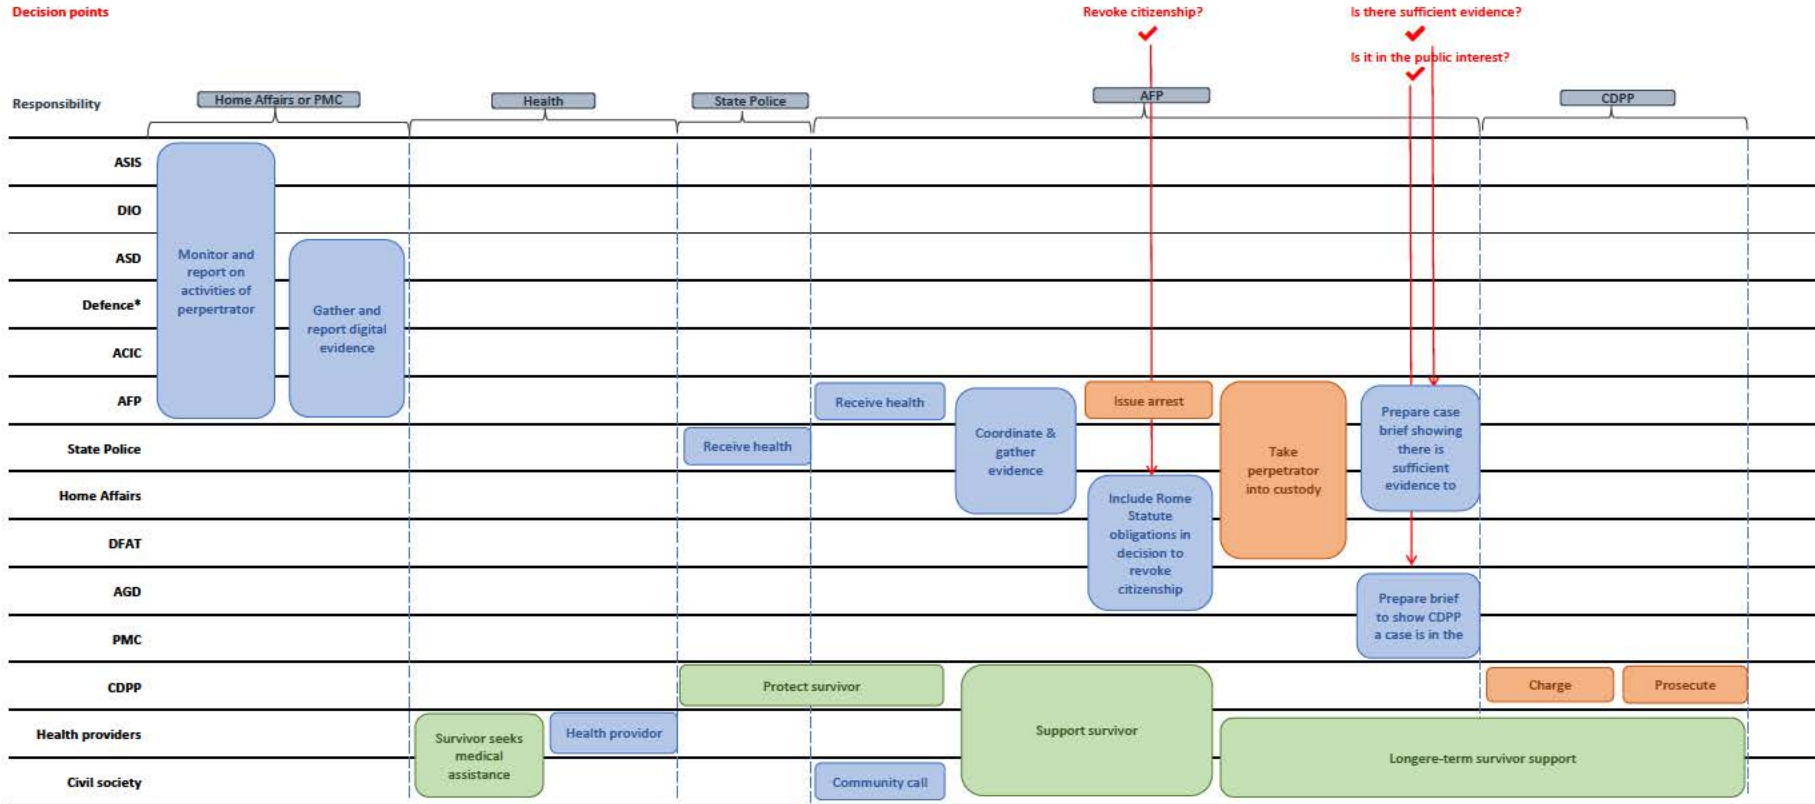 Decision points
Revoke citizenship?
Is there sufficient evidence?
Is it in the public interest?
Responsibility
Home Affairs or PMC
Health
State Police
AFP
CDPP
ASIS
DIO
ASD
Defence*
ACIC
AFP
State Police
Home Affairs
DFAT
AGD
PMC
CDPP
Health providers
Civil society
Monitor and
report on
activities of
perpertrator
Gather and
report digital
evidence
Survivor seeks
medical
assistance
Health providor
Receive health
Protect survivor
Receive health
Community call
Coordinate &
gather
evidence
Support survivor
Issue arrest
Include Rome
Statute
obligations in
decision to
revoke
citizenship
Take
perpetrator
into custody
Prepare case
brief showing
there is
sufficient
evidence to
Prepare brief
to show CDPP
a case is in the
Charge
Prosecute
Longere-term survivor support